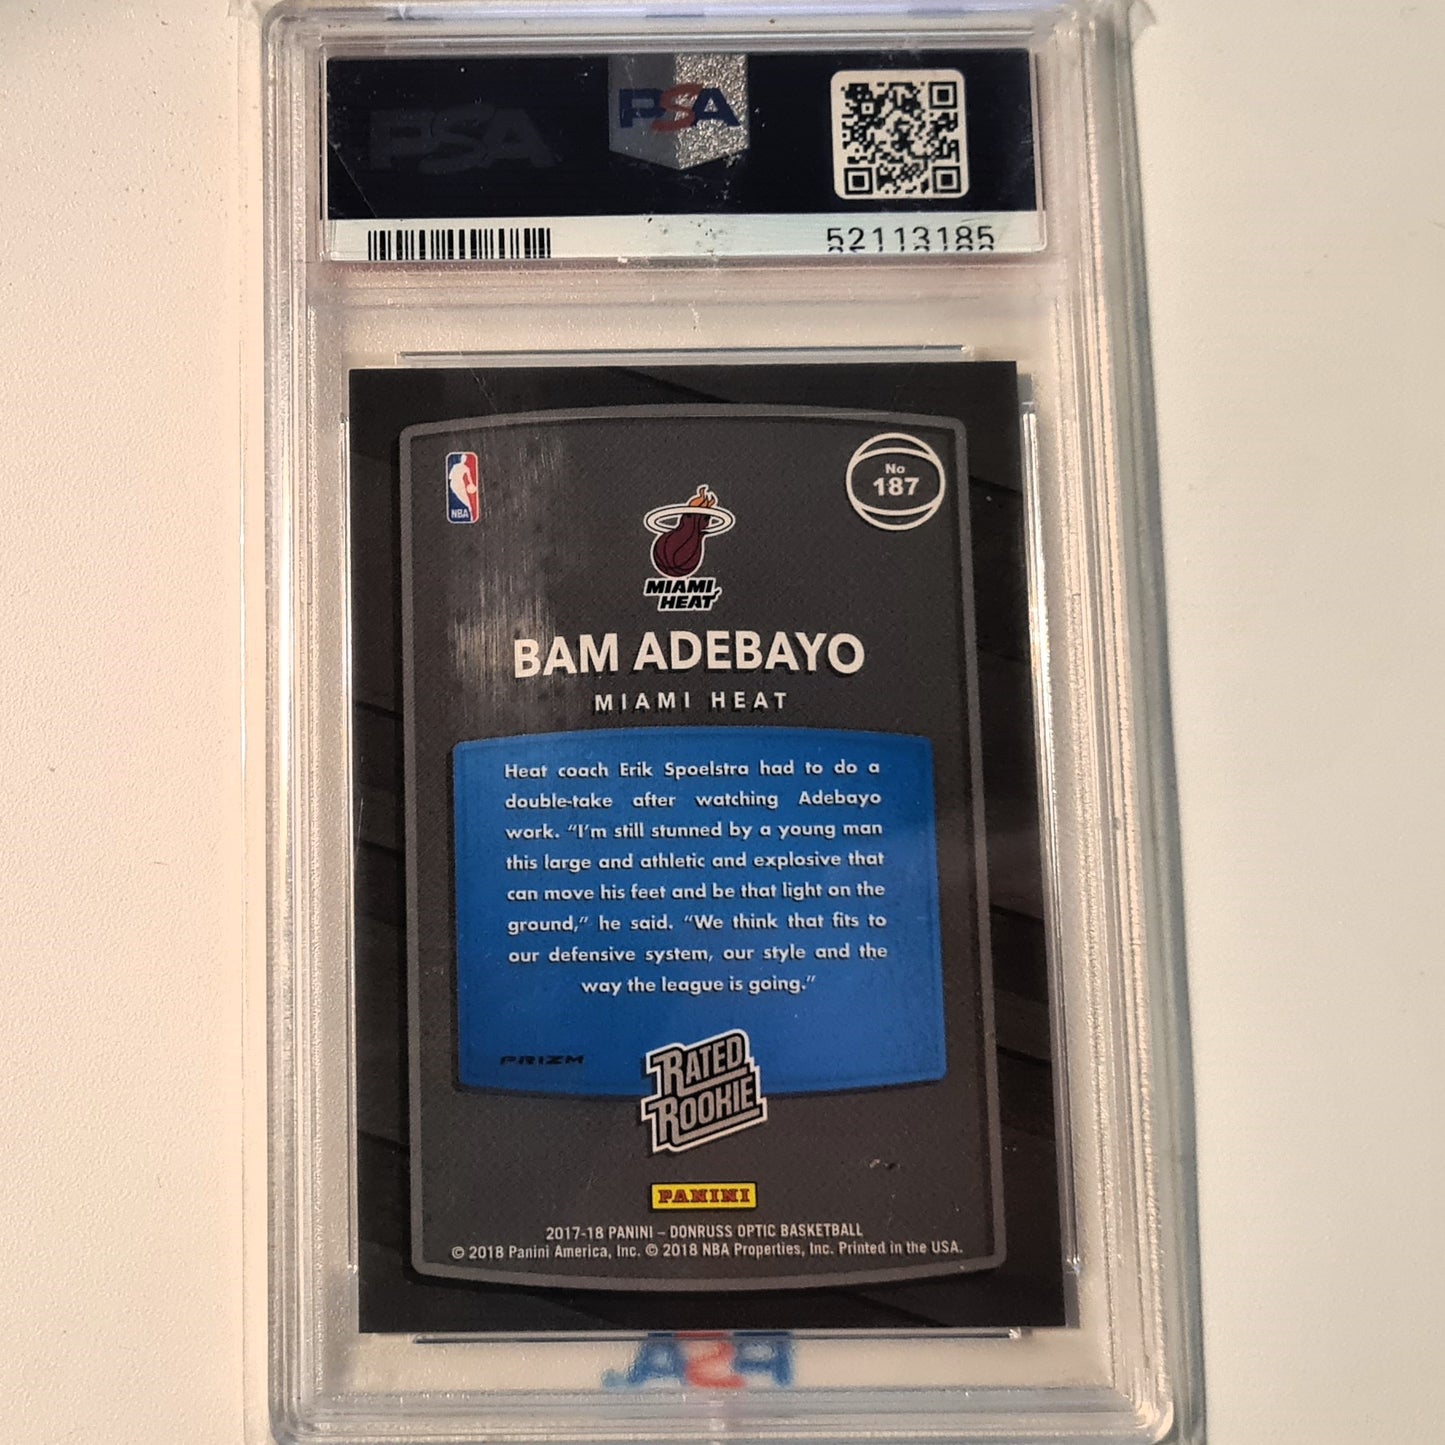 PSA
PSA
52113185
NBA
No
187
MIAMI
HEAT
BAM ADEBAYO
MIAMI HEAT
Heat coach Erik Spoelstra had to do a
double-take after watching Adebayo
work. “I’m still stunned by a young man
this large and athletic and explosive that
can move his feet and be that light on the
ground,” he said. “We think that fits to
our defensive system, our style and the
way the league is going.”
PRIZM
RATED
ROOKIE
PANINI
2017-18 PANINI – DONRUSS OPTIC BASKETBALL
© 2018 Panini America, Inc. © 2018 NBA Properties, Inc. Printed in the USA.
PSA